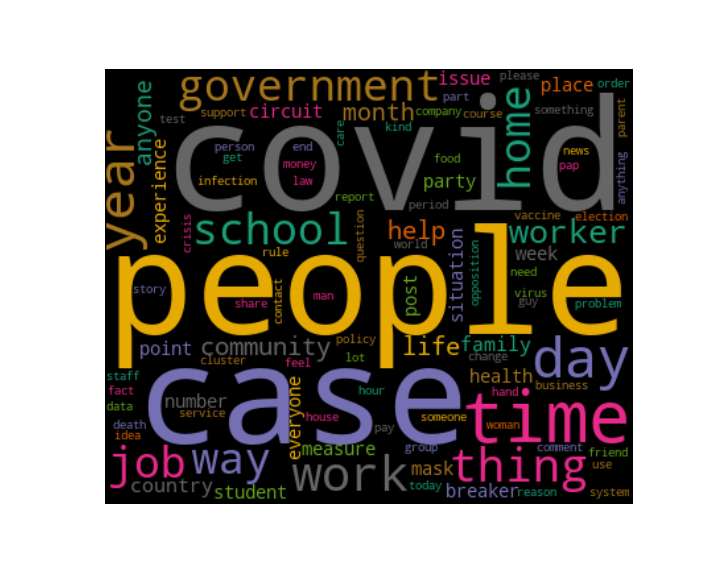 government
issue
please
place
order
anyone
part
home
support
circuit
month
company
course
something
test
covid
care
kind
parent
year
experience
person
end
get
money
food
news
pap
infection
law
party
anything
report
period
crisis
school
question
help
vaccine
election
worker
world
situation
opposition
week
rule
people
story
contact
man
share
post
need
virus
guy
problem
point
community
policy
life
family
day
cluster
lot
change
feel
case
staff
health
business
fact
everyone
hour
hand
time
data
number
service
house
someone
woman
death
pay
idea
job
way
measure
group
comment
friend
work
mask
thing
use
country
student
today
breaker
reason
system